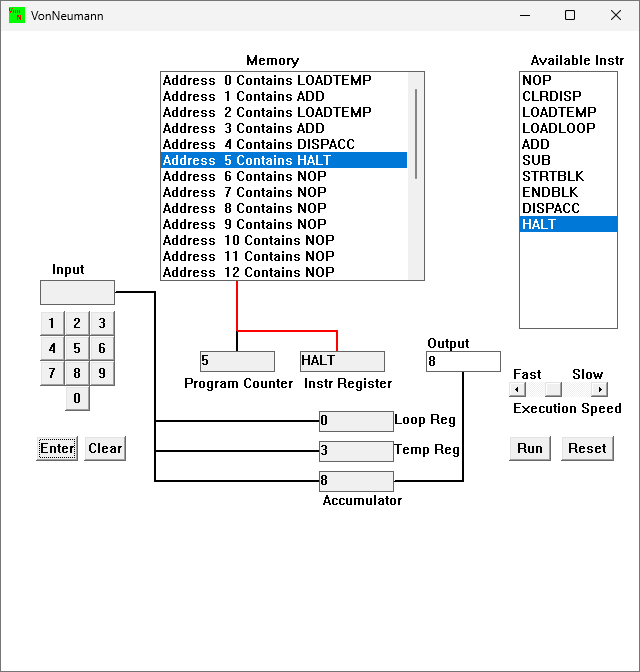 VonNeumann
Memory
Available Instr
Address 0 Contains LOADTEMP
Address 1 Contains ADD
Address 2 Contains LOADTEMP
Address 3 Contains ADD
Address 4 Contains DISPACC
Address 5 Contains HALT
Address 6 Contains NOP
Address 7 Contains NOP
Address 8 Contains NOP
Address 9 Contains NOP
Address 10 Contains NOP
Address 11 Contains NOP
Address 12 Contains NOP
NOP
CLRDISP
LOADTEMP
LOADLOOP
ADD
SUB
STRTBLK
ENDBLK
DISPACC
HALT
Input
1 2 3
4 5 6
7 8 9
0
Enter Clear
5
Program Counter
HALT
Instr Register
Output
8
Fast Slow
Execution Speed
Run Reset
0 Loop Reg
3 Temp Reg
8
Accumulator